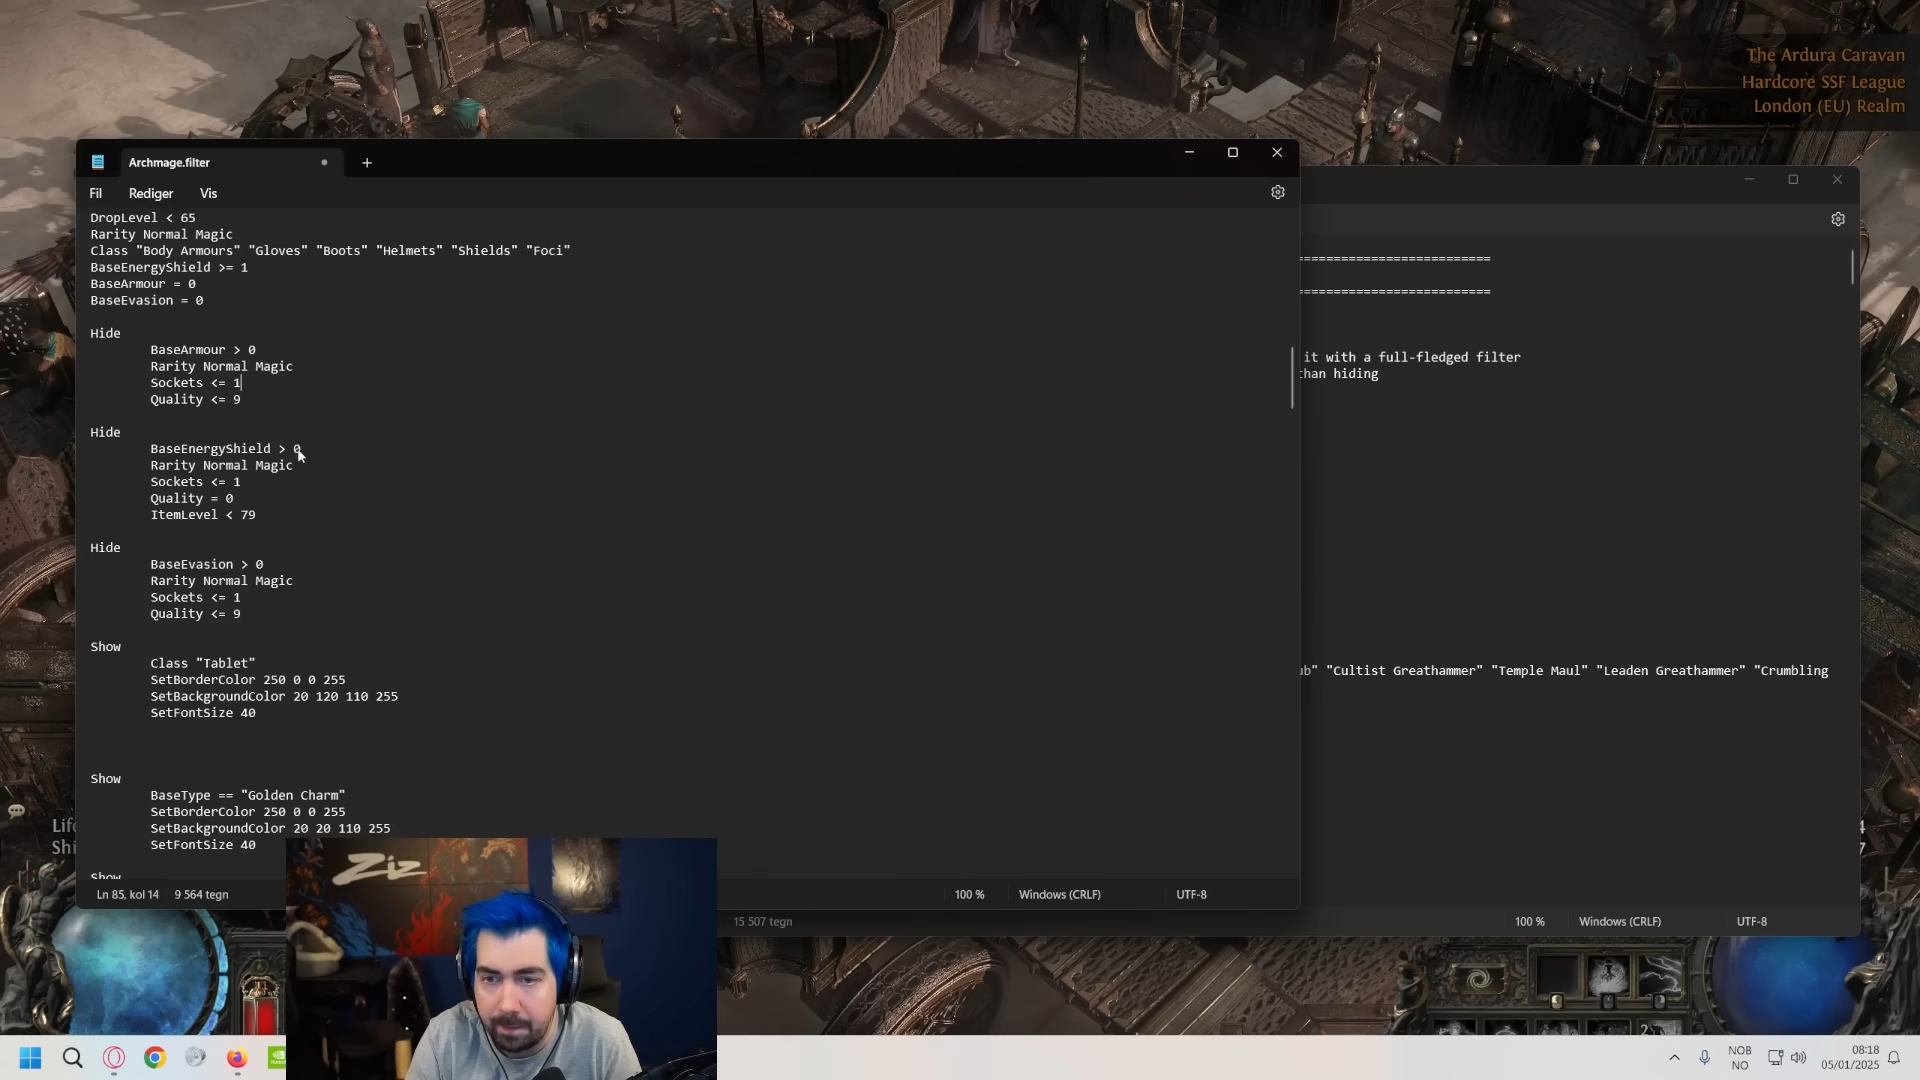 The Ardura Caravan
Hardcore SSF League
London (EU) Realm
Archmage.filter
Fil Rediger Vis
DropLevel < 65
Rarity Normal Magic
Class "Body Armours" "Gloves" "Boots" "Helmets" "Shields" "Foci"
BaseEnergyShield >= 1
BaseArmour = 0
BaseEvasion = 0
Hide
BaseArmour > 0
Rarity Normal Magic
Sockets <= 1
Quality <= 9
Hide
BaseEnergyShield > 0
Rarity Normal Magic
Sockets <= 1
Quality = 0
ItemLevel < 79
Hide
BaseEvasion > 0
Rarity Normal Magic
Sockets <= 1
Quality <= 9
Show
Class "Tablet"
SetBorderColor 250 0 0 255
SetBackgroundColor 20 120 110 255
SetFontSize 40
Show
BaseType == "Golden Charm"
SetBorderColor 250 0 0 255
SetBackgroundColor 20 20 110 255
SetFontSize 40
Show
Ln 85, kol 14 9 564 tegn 100 % Windows (CRLF) UTF-8
===========================
===========================
it with a full-fledged filter
than hiding
"Cultist Greathammer" "Temple Maul" "Leaden Greathammer" "Crumbling
15 507 tegn 100 % Windows (CRLF) UTF-8
Ziz
NOB
NO
08:18
05/01/2025